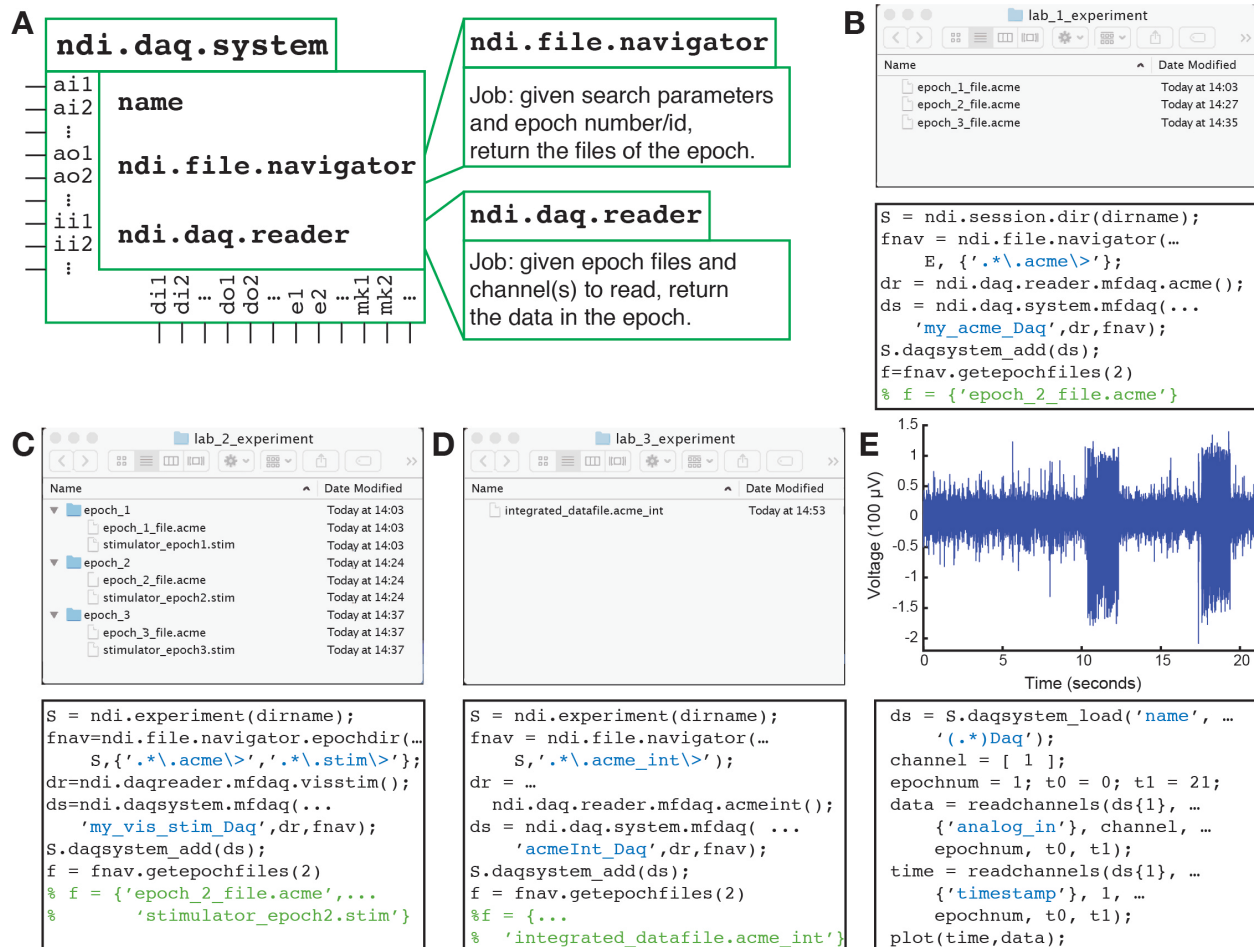 A
ndi.daq.system
ai1
ai2
⋮
ao1
ao2
⋮
ii1
ii2
⋮
name
ndi.file.navigator
ndi.daq.reader
di1
di2
…
do1
do2
…
e1
e2
…
mk1
mk2
…
ndi.file.navigator
Job: given search parameters
and epoch number/id,
return the files of the epoch.
ndi.daq.reader
Job: given epoch files and
channel(s) to read, return
the data in the epoch.
B
lab_1_experiment
Name Date Modified
epoch_1_file.acme Today at 14:03
epoch_2_file.acme Today at 14:27
epoch_3_file.acme Today at 14:35
S = ndi.session.dir(dirname);
fnav = ndi.file.navigator(…
E, {'.*\.acme\>'};
dr = ndi.daq.reader.mfdaq.acme();
ds = ndi.daq.system.mfdaq(...
'my_acme_Daq',dr,fnav);
S.daqsystem_add(ds);
f=fnav.getepochfiles(2)
% f = {'epoch_2_file.acme'}
C
lab_2_experiment
Name Date Modified
epoch_1 Today at 14:03
epoch_1_file.acme Today at 14:03
stimulator_epoch1.stim Today at 14:03
epoch_2 Today at 14:24
epoch_2_file.acme Today at 14:24
stimulator_epoch2.stim Today at 14:24
epoch_3 Today at 14:37
epoch_3_file.acme Today at 14:37
stimulator_epoch3.stim Today at 14:37
S = ndi.experiment(dirname);
fnav=ndi.file.navigator.epochdir(…
S,{'.*\.acme\>','.*\.stim\>'};
dr=ndi.daqreader.mfdaq.visstim();
ds=ndi.daqsystem.mfdaq(...
'my_vis_stim_Daq',dr,fnav);
S.daqsystem_add(ds);
f = fnav.getepochfiles(2)
% f = {'epoch_2_file.acme',...
% 'stimulator_epoch2.stim'}
D
lab_3_experiment
Name Date Modified
integrated_datafile.acme_int Today at 14:53
S = ndi.experiment(dirname);
fnav = ndi.file.navigator(…
S,'.*\.acme_int\>');
dr = …
ndi.daq.reader.mfdaq.acmeint();
ds = ndi.daq.system.mfdaq( ...
'acmeInt_Daq',dr,fnav);
S.daqsystem_add(ds);
f = fnav.getepochfiles(2)
%f = {...
% 'integrated_datafile.acme_int'}
E
Voltage (100 µV)
1.5
1
0.5
0
-0.5
-1
-1.5
-2
0 5 10 15 20
Time (seconds)
ds = S.daqsystem_load('name', …
'(.*)Daq');
channel = [ 1 ];
epochnum = 1; t0 = 0; t1 = 21;
data = readchannels(ds{1}, …
{'analog_in'}, channel, …
epochnum, t0, t1);
time = readchannels(ds{1}, …
{'timestamp'}, 1, …
epochnum, t0, t1);
plot(time,data);